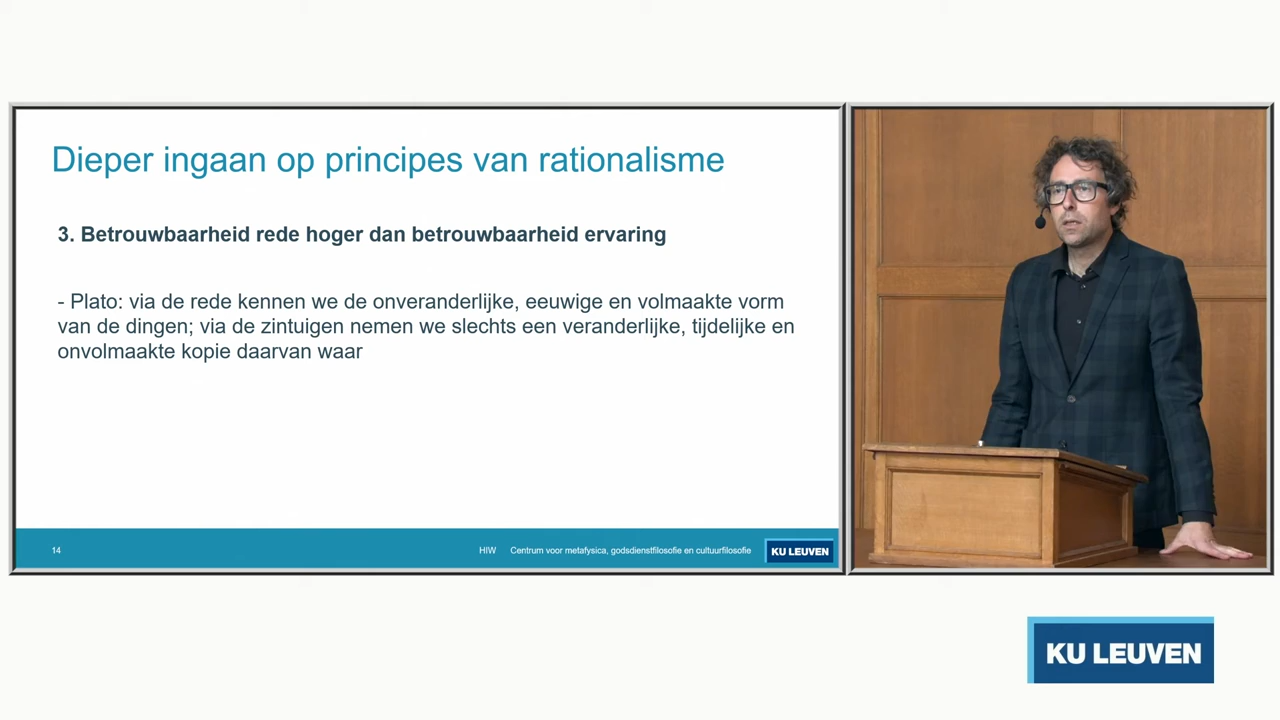 Dieper ingaan op principes van rationalisme
3. Betrouwbaarheid rede hoger dan betrouwbaarheid ervaring
- Plato: via de rede kennen we de onveranderlijke, eeuwige en volmaakte vorm
van de dingen; via de zintuigen nemen we slechts een veranderlijke, tijdelijke en
onvolmaakte kopie daarvan waar
14
HIW Centrum voor metafysica, godsdienstfilosofie en cultuurfilosofie
KU LEUVEN
KU LEUVEN